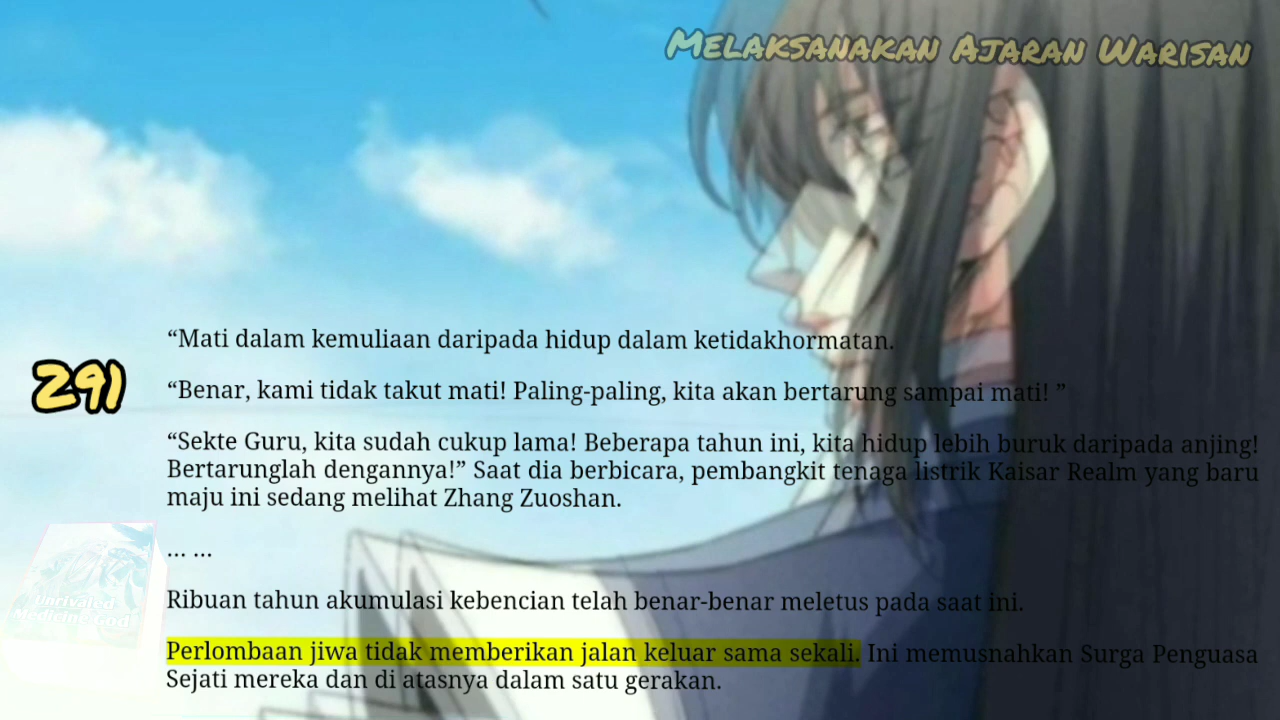 Melaksanakan Ajaran Warisan
“Mati dalam kemuliaan daripada hidup dalam ketidakhormatan.
291
“Benar, kami tidak takut mati! Paling-paling, kita akan bertarung sampai mati! ”
“Sekte Guru, kita sudah cukup lama! Beberapa tahun ini, kita hidup lebih buruk daripada anjing!
Bertarunglah dengannya!” Saat dia berbicara, pembangkit tenaga listrik Kaisar Realm yang baru
maju ini sedang melihat Zhang Zuoshan.
... ...
Ribuan tahun akumulasi kebencian telah benar-benar meletus pada saat ini.
Unrivaled
Medicine God
Perlombaan jiwa tidak memberikan jalan keluar sama sekali. Ini memusnahkan Surga Penguasa
Sejati mereka dan di atasnya dalam satu gerakan.